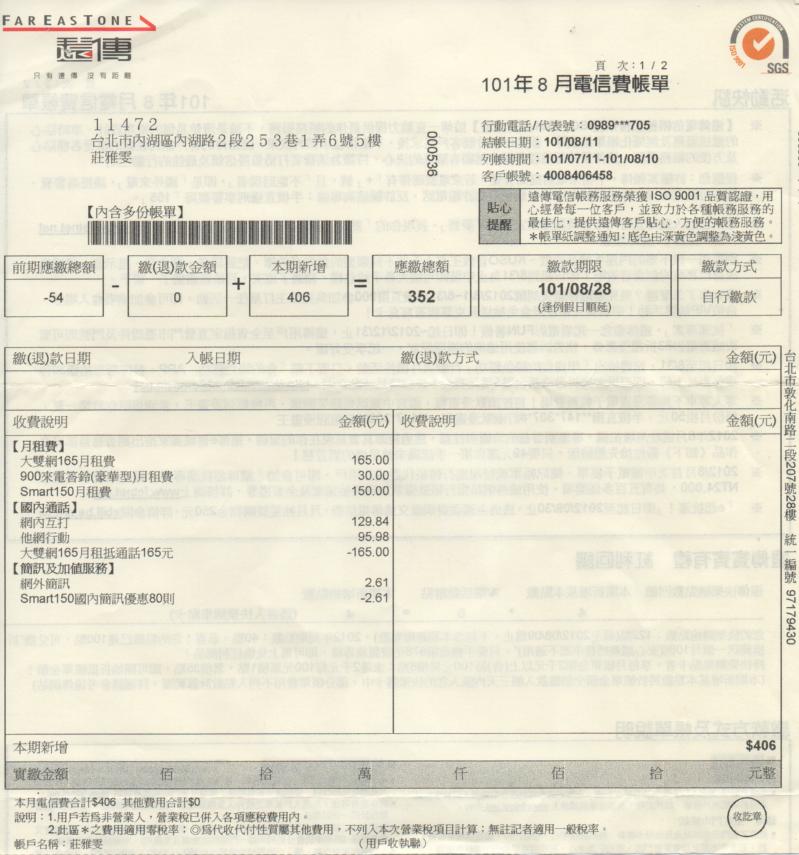 FAREASTONE
遠傳
只有遠傳 沒有距離
ISO 9001
SYSTEM CERTIFICATION
SGS
頁 次:1 / 2
101年8 月電信費帳單
11472
台北市內湖區內湖路2段253巷1弄6號5樓
莊雅雯
000536
行動電話/代表號:0989***705
結帳日期:101/08/11
列帳期間:101/07/11-101/08/10
客戶帳號:4008406458
【內含多份帳單】
貼心提醒
遠傳電信帳務服務榮獲 ISO 9001 品質認證,用
心經營每一位客戶,並致力於各種帳務服務的
最佳化,提供遠傳客戶貼心、方便的帳務服務。
*帳單紙調整通知:底色由深黃色調整為淺黃色。
前期應繳總額 - 繳(退)款金額 + 本期新增 = 應繳總額 繳款期限 繳款方式
-54 0 406 352 101/08/28 自行繳款
(逢例假日順延)
繳(退)款日期 入帳日期 繳(退)款方式 金額(元)
收費說明 金額(元) 收費說明 金額(元)
【月租費】
大雙網165月租費 165.00
900來電答鈴(豪華型)月租費 30.00
Smart150月租費 150.00
【國內通話】
網內互打 129.84
他網行動 95.98
大雙網165月租抵通話165元 -165.00
【簡訊及加值服務】
網外簡訊 2.61
Smart150國內簡訊優惠80則 -2.61
台北市敦化南路二段207號28樓 統一編號 97179430
本期新增 $406
實繳金額 佰 拾 萬 仟 佰 拾 元整
本月電信費合計$406 其他費用合計$0
說明:1.用戶若為非營業人,營業稅已併入各項應稅費用內。
2.此區*之費用適用零稅率;◎為代收代付性質屬其他費用,不列入本次營業稅項目計算;無註記者適用一般稅率。
帳戶名稱:莊雅雯 (用戶收執聯)
收訖章